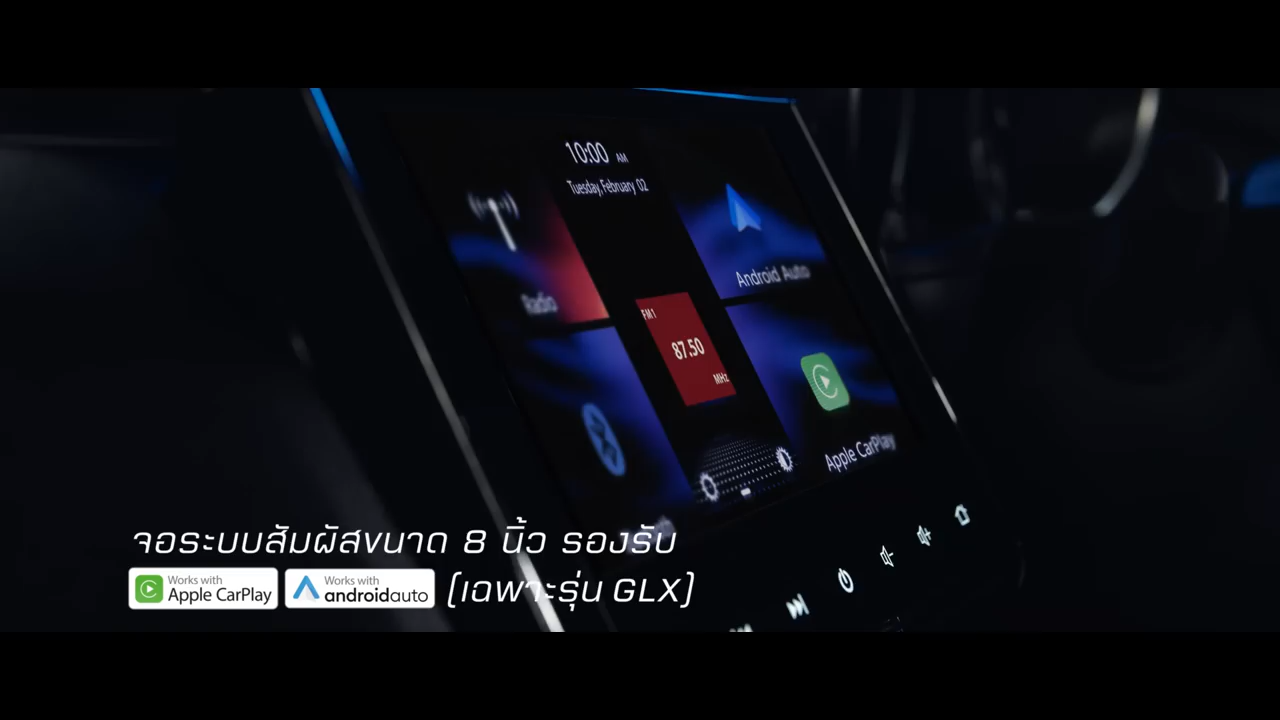 10:00 AM
Tuesday, February 02
Radio
Android Auto
FM1
87.50
MHz
Apple CarPlay
จอระบบสัมผัสขนาด 8 นิ้ว รองรับ
Works with Apple CarPlay
Works with androidauto
(เฉพาะรุ่น GLX)